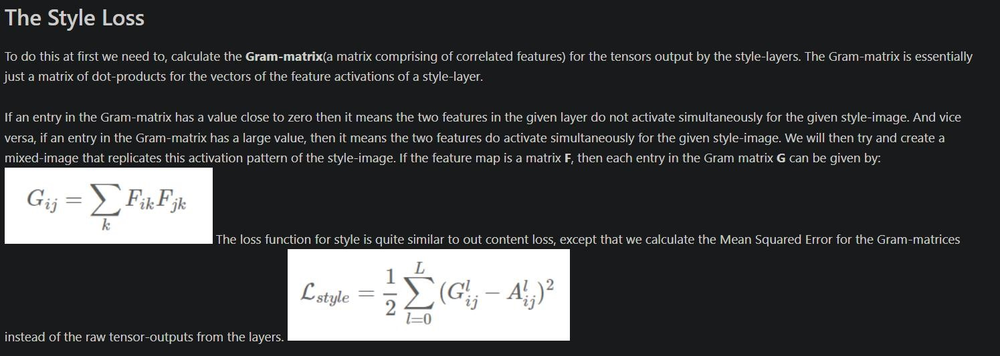 The Style Loss
To do this at first we need to, calculate the Gram-matrix(a matrix comprising of correlated features) for the tensors output by the style-layers. The Gram-matrix is essentially
just a matrix of dot-products for the vectors of the feature activations of a style-layer.
If an entry in the Gram-matrix has a value close to zero then it means the two features in the given layer do not activate simultaneously for the given style-image. And vice
versa, if an entry in the Gram-matrix has a large value, then it means the two features do activate simultaneously for the given style-image. We will then try and create a
mixed-image that replicates this activation pattern of the style-image. If the feature map is a matrix F, then each entry in the Gram matrix G can be given by:
G_{ij} = \sum_{k} F_{ik} F_{jk}
The loss function for style is quite similar to out content loss, except that we calculate the Mean Squared Error for the Gram-matrices
instead of the raw tensor-outputs from the layers.
\mathcal{L}_{style} = \frac{1}{2} \sum_{l=0}^{L} (G^{l}_{ij} - A^{l}_{ij})^2